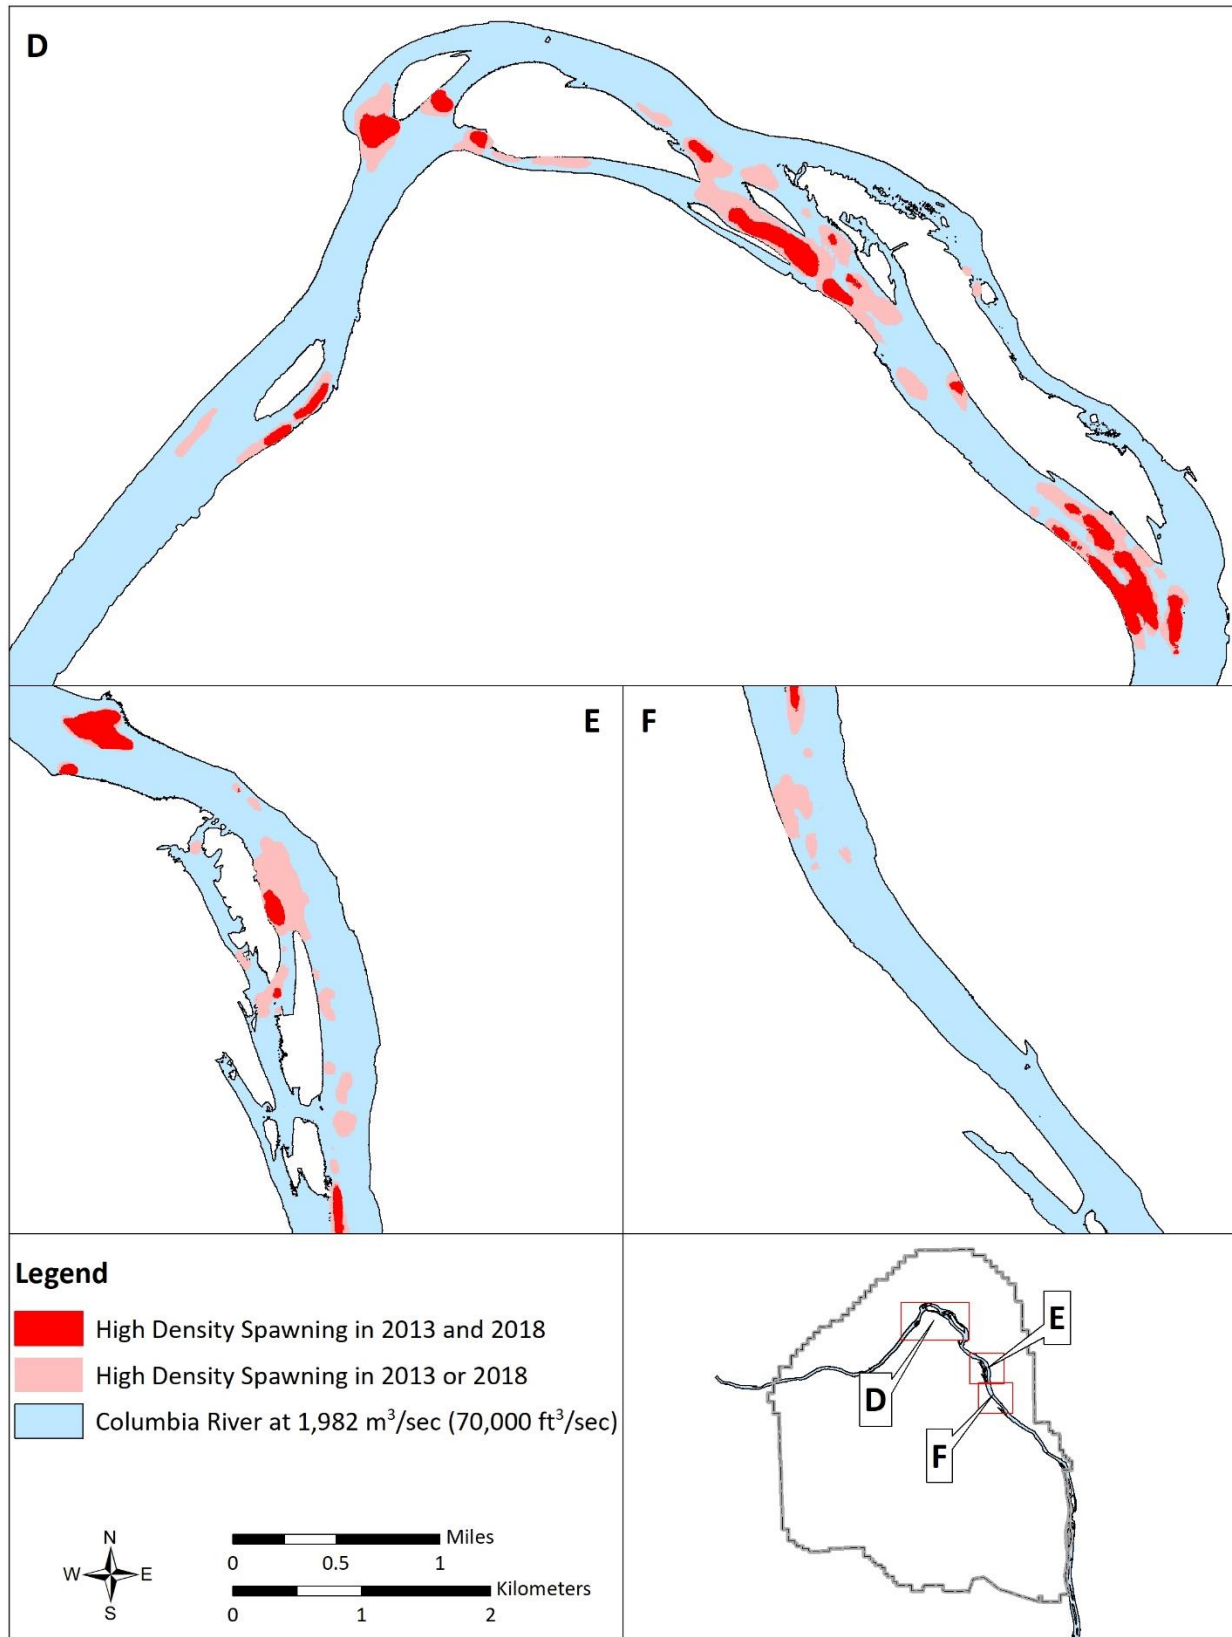 D
E
F
Legend
High Density Spawning in 2013 and 2018
High Density Spawning in 2013 or 2018
Columbia River at 1,982 m³/sec (70,000 ft³/sec)
N
W E
S
Miles
0 0.5 1
Kilometers
0 1 2
E
D
F